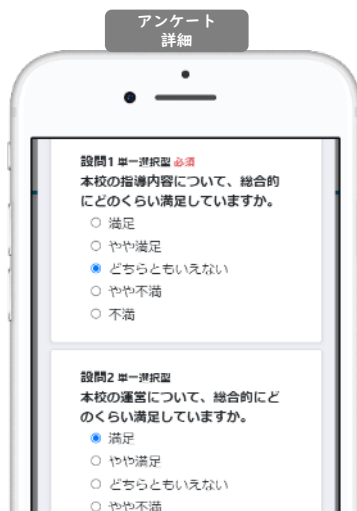 アンケート
詳細
設問1 単一選択型 必須
本校の指導内容について、総合的
にどのくらい満足していますか。
満足
やや満足
どちらともいえない
やや不満
不満
設問2 単一選択型
本校の運営について、総合的にど
のくらい満足していますか。
満足
やや満足
どちらともいえない
やや不満